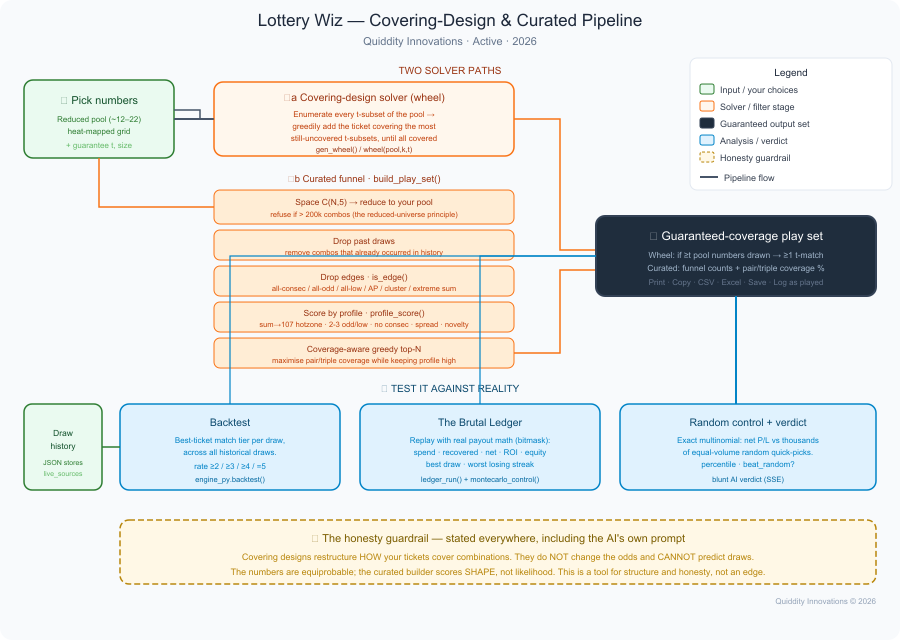 Lottery Wiz — Covering-Design & Curated Pipeline
Quiddity Innovations · Active · 2026
TWO SOLVER PATHS
Legend
Input / your choices
Solver / filter stage
Guaranteed output set
Analysis / verdict
Honesty guardrail
Pipeline flow
Pick numbers
Reduced pool (~12–22)
heat-mapped grid
+ guarantee t, size
a Covering-design solver (wheel)
Enumerate every t-subset of the pool →
greedily add the ticket covering the most
still-uncovered t-subsets, until all covered
gen_wheel() / wheel(pool,k,t)
b Curated funnel · build_play_set()
Space C(N,5) → reduce to your pool
refuse if > 200k combos (the reduced-universe principle)
Drop past draws
remove combos that already occurred in history
Drop edges · is_edge()
all-consec / all-odd / all-low / AP / cluster / extreme sum
Score by profile · profile_score()
sum→107 hotzone · 2-3 odd/low · no consec · spread · novelty
Coverage-aware greedy top-N
maximise pair/triple coverage while keeping profile high
Guaranteed-coverage play set
Wheel: if ≥t pool numbers drawn → ≥1 t-match
Curated: funnel counts + pair/triple coverage %
Print · Copy · CSV · Excel · Save · Log as played
TEST IT AGAINST REALITY
Draw
history
JSON stores
live_sources
Backtest
Best-ticket match tier per draw,
across all historical draws.
rate ≥2 / ≥3 / ≥4 / =5
engine_py.backtest()
The Brutal Ledger
Replay with real payout math (bitmask):
spend · recovered · net · ROI · equity
best draw · worst losing streak
ledger_run() + montecarlo_control()
Random control + verdict
Exact multinomial: net P/L vs thousands
of equal-volume random quick-picks.
percentile · beat_random?
blunt AI verdict (SSE)
The honesty guardrail — stated everywhere, including the AI's own prompt
Covering designs restructure HOW your tickets cover combinations. They do NOT change the odds and CANNOT predict draws.
The numbers are equiprobable; the curated builder scores SHAPE, not likelihood. This is a tool for structure and honesty, not an edge.
Quiddity Innovations © 2026